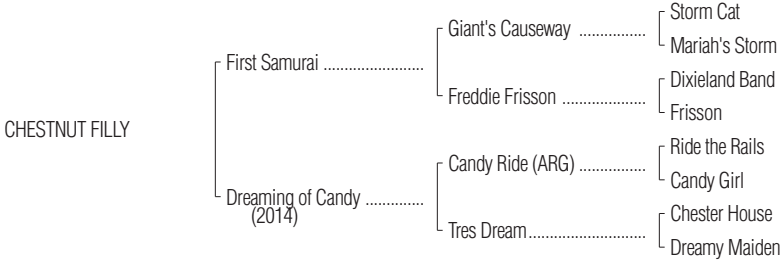 Storm Cat
Giant's Causeway ................
Mariah's Storm
First Samurai ........................
Dixieland Band
Freddie Frisson ....................
Frisson
CHESTNUT FILLY
Ride the Rails
Candy Ride (ARG) ................
Candy Girl
Dreaming of Candy ..............
(2014)
Chester House
Tres Dream............................
Dreamy Maiden